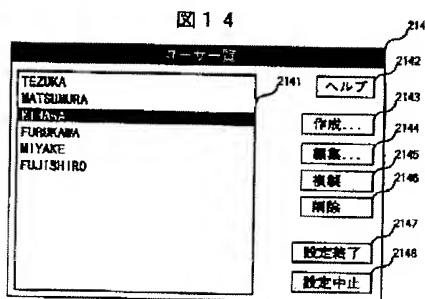 図14
214
ユーザー一覧
2141
2142
TEZUKA
MATSUMURA
FURUKAWA
MIYAKE
FUJISHIRO
ヘルプ
2143
作成...
2144
編集...
2145
複製
2146
削除
2147
設定終了
2148
設定中止